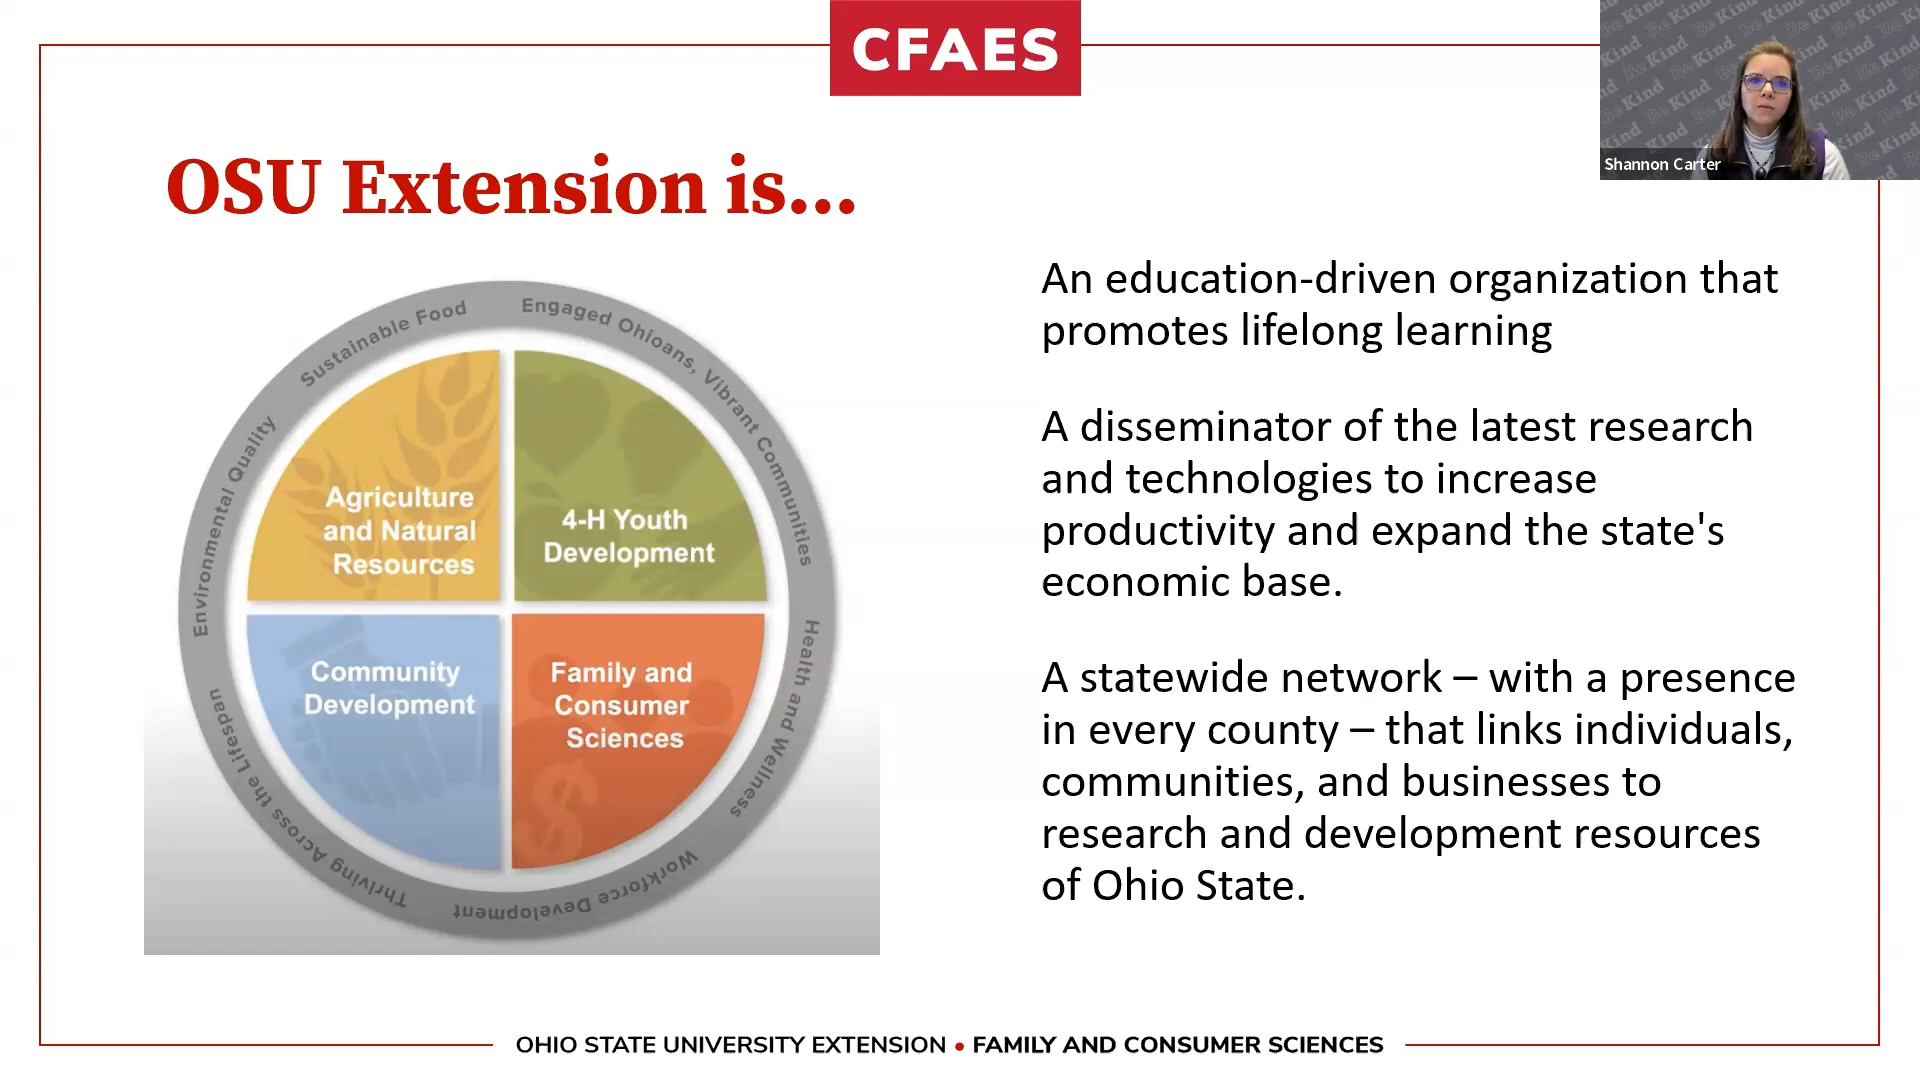 CFAES
Be Kind
Shannon Carter
OSU Extension is...
Sustainable Food
Engaged Ohioans, Vibrant Communities
Environmental Quality
Health and Wellness
Thriving Across the Lifespan
Workforce Development
Agriculture
and Natural
Resources
4-H Youth
Development
Community
Development
Family and
Consumer
Sciences
$
An education-driven organization that
promotes lifelong learning
A disseminator of the latest research
and technologies to increase
productivity and expand the state's
economic base.
A statewide network – with a presence
in every county – that links individuals,
communities, and businesses to
research and development resources
of Ohio State.
OHIO STATE UNIVERSITY EXTENSION • FAMILY AND CONSUMER SCIENCES